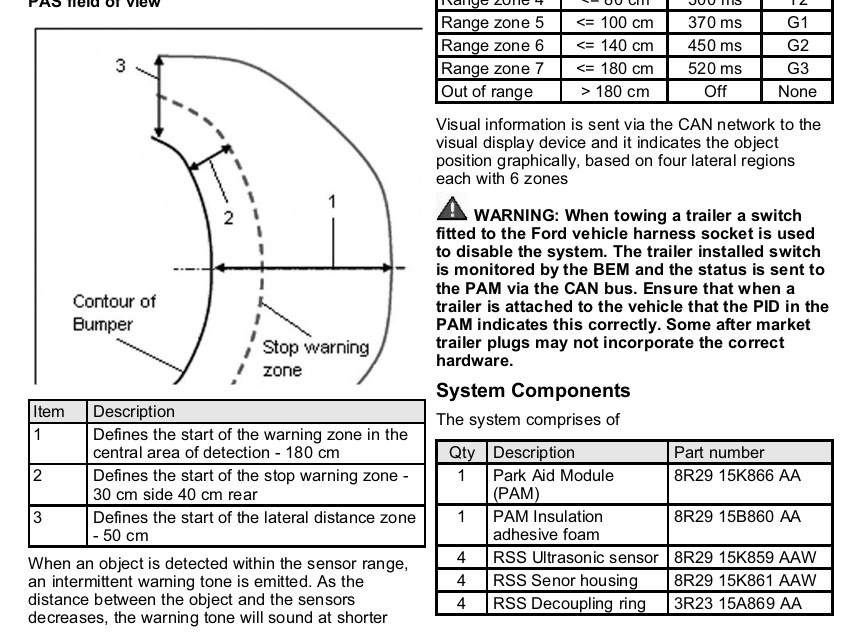 PAS field of view
3
2
1
Contour of
Bumper
Stop warning
zone
Item Description
1 Defines the start of the warning zone in the
central area of detection - 180 cm
2 Defines the start of the stop warning zone -
30 cm side 40 cm rear
3 Defines the start of the lateral distance zone
- 50 cm
When an object is detected within the sensor range,
an intermittent warning tone is emitted. As the
distance between the object and the sensors
decreases, the warning tone will sound at shorter
Range zone 4 <= 80 cm 300 ms T2
Range zone 5 <= 100 cm 370 ms G1
Range zone 6 <= 140 cm 450 ms G2
Range zone 7 <= 180 cm 520 ms G3
Out of range > 180 cm Off None
Visual information is sent via the CAN network to the
visual display device and it indicates the object
position graphically, based on four lateral regions
each with 6 zones
WARNING: When towing a trailer a switch
fitted to the Ford vehicle harness socket is used
to disable the system. The trailer installed switch
is monitored by the BEM and the status is sent to
the PAM via the CAN bus. Ensure that when a
trailer is attached to the vehicle that the PID in the
PAM indicates this correctly. Some after market
trailer plugs may not incorporate the correct
hardware.
System Components
The system comprises of
Qty Description Part number
1 Park Aid Module 8R29 15K866 AA
(PAM)
1 PAM Insulation 8R29 15B860 AA
adhesive foam
4 RSS Ultrasonic sensor 8R29 15K859 AAW
4 RSS Senor housing 8R29 15K861 AAW
4 RSS Decoupling ring 3R23 15A869 AA